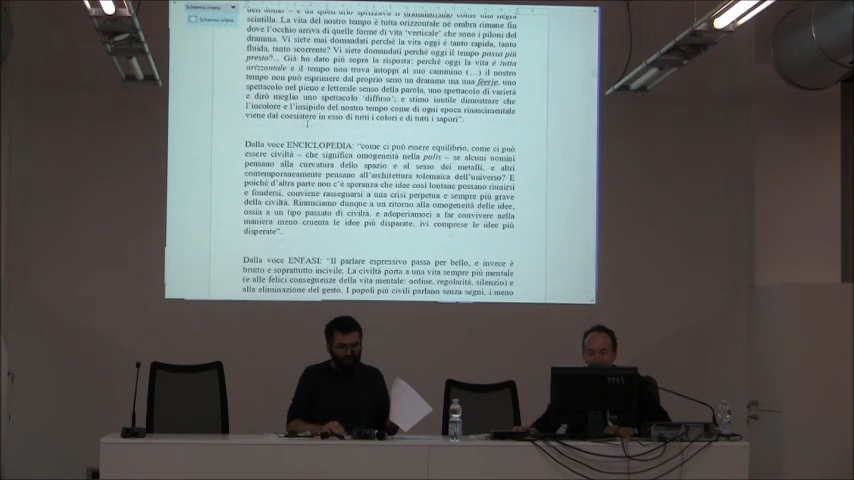 Schermo intero
Schermo intero
scintilla. La vita del nostro tempo è tutta orizzontale né ombra rimane fin
dove l'occhio arriva di quelle forme di vita 'verticale' che sono i piloni del
dramma. Vi siete mai domandati perché la vita oggi è tanto rapida, tanto
fluida, tanto scorrente? Vi siete domandati perché oggi il tempo passa più
presto?... Già ho dato più sopra la risposta: perché oggi la vita è tutta
orizzontale e il tempo non trova intoppi al suo cammino (…) il nostro
tempo non può esprimere dal proprio seno un dramma ma una féerie, uno
spettacolo nel pieno e letterale senso della parola, uno spettacolo di varietà
e dirò meglio uno spettacolo 'diffuso'; e stimo inutile dimostrare che
l'incolore e l'insipido del nostro tempo come di ogni epoca rinascimentale
viene dal coesistere in esso di tutti i colori e di tutti i sapori".
Dalla voce ENCICLOPEDIA: "come ci può essere equilibrio, come ci può
essere civiltà – che significa omogeneità nella polis – se alcuni uomini
pensano alla curvatura dello spazio e al sesso dei metalli, e altri
contemporaneamente pensano all'architettura tolemaica dell'universo? E
poiché d'altra parte non c'è speranza che idee così lontane possano riunirsi
e fondersi, conviene rassegnarsi a una crisi perpetua e sempre più grave
della civiltà. Rinunciamo dunque a un ritorno alla omogeneità delle idee,
ossia a un tipo passato di civiltà, e adoperiamoci a far convivere nella
maniera meno cruenta le idee più disparate, ivi comprese le idee più
disperate".
Dalla voce ENFASI: "Il parlare espressivo passa per bello, e invece è
brutto e soprattutto incivile. La civiltà porta a una vita sempre più mentale
(e alle felici conseguenze della vita mentale: ordine, regolarità, silenzio) e
alla eliminazione del gesto. I popoli più civili parlano senza segni, i meno